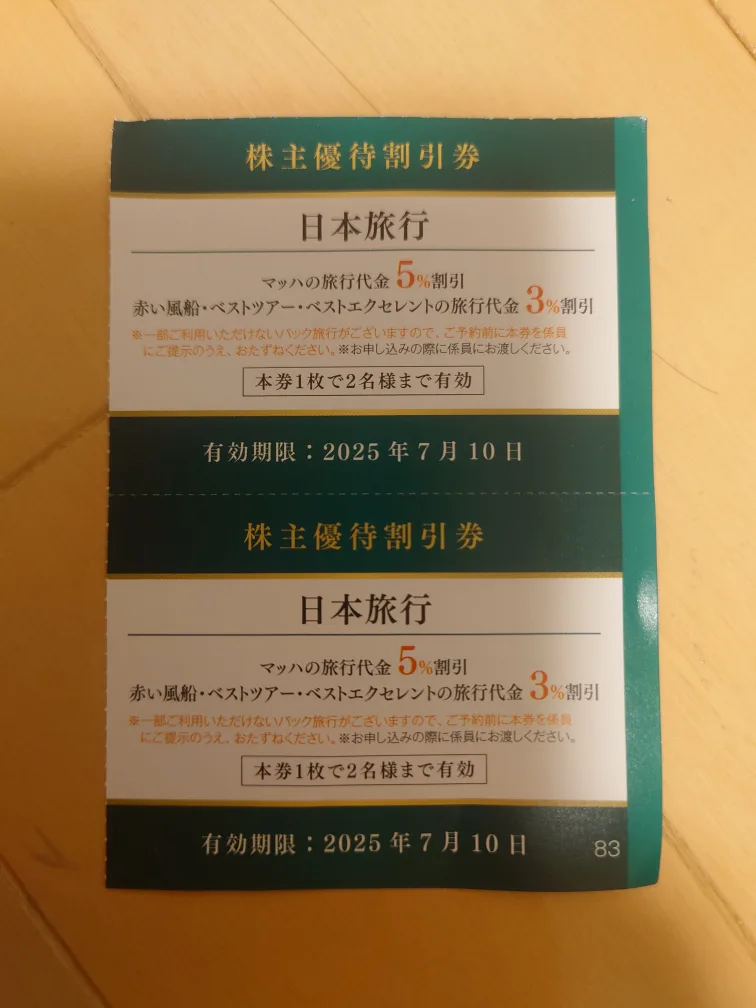 株主優待割引券
日本旅行
マッハの旅行代金 5%割引
赤い風船・ベストツアー・ベストエクセレントの旅行代金 3%割引
※一部ご利用いただけないパック旅行がございますので、ご予約前に本券を係員
にご提示のうえ、おたずねください。※お申し込みの際に係員にお渡しください。
本券1枚で2名様まで有効
有効期限：2025年7月10日
株主優待割引券
日本旅行
マッハの旅行代金 5%割引
赤い風船・ベストツアー・ベストエクセレントの旅行代金 3%割引
※一部ご利用いただけないパック旅行がございますので、ご予約前に本券を係員
にご提示のうえ、おたずねください。※お申し込みの際に係員にお渡しください。
本券1枚で2名様まで有効
有効期限：2025年7月10日
83